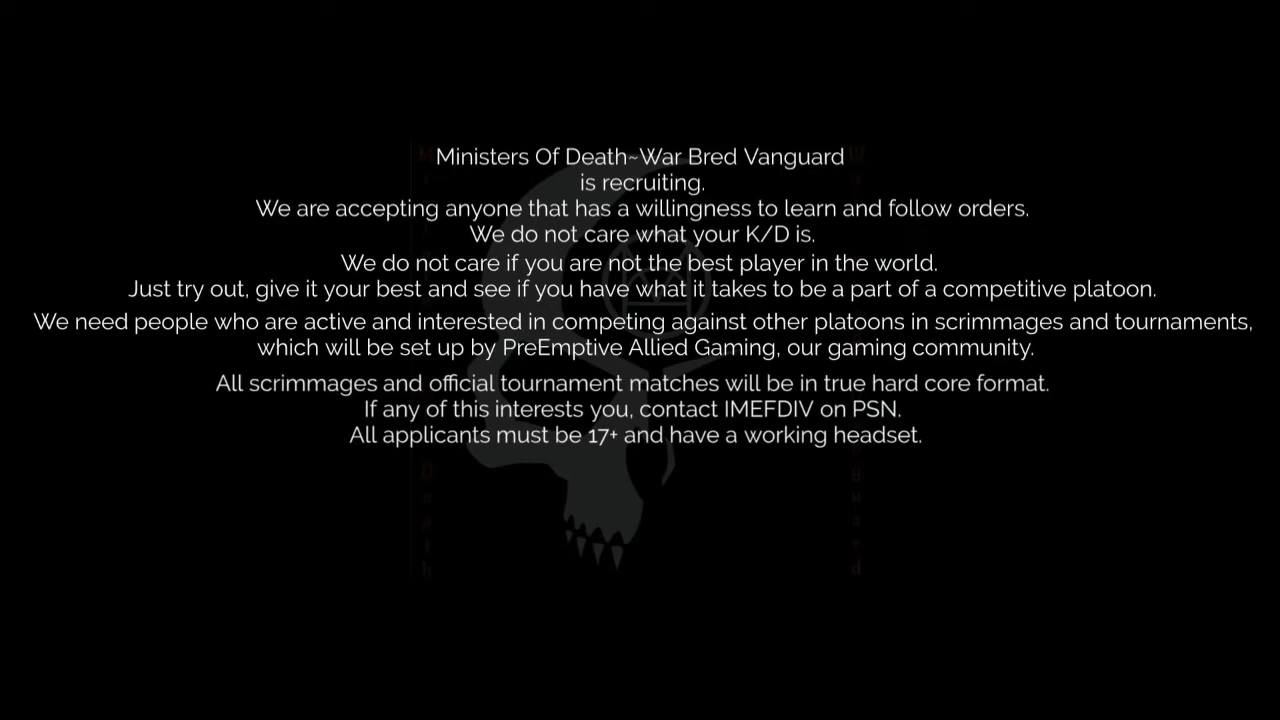 Ministers Of Death~War Bred Vanguard
is recruiting.
We are accepting anyone that has a willingness to learn and follow orders.
We do not care what your K/D is.
We do not care if you are not the best player in the world.
Just try out, give it your best and see if you have what it takes to be a part of a competitive platoon.
We need people who are active and interested in competing against other platoons in scrimmages and tournaments,
which will be set up by PreEmptive Allied Gaming, our gaming community.
All scrimmages and official tournament matches will be in true hard core format.
If any of this interests you, contact IMEFDIV on PSN.
All applicants must be 17+ and have a working headset.